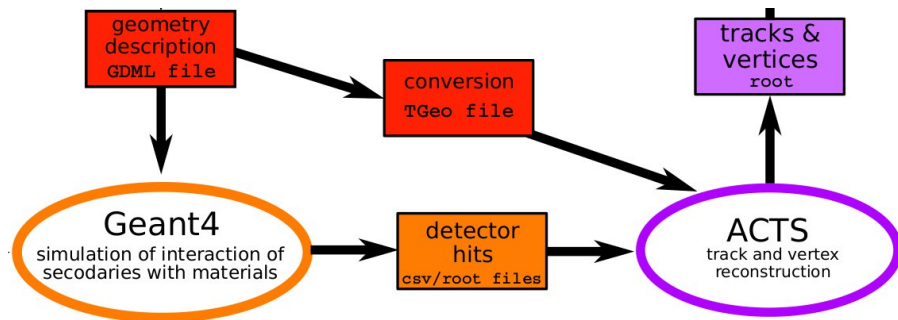 geometry
description
GDML file
conversion
TGeo file
tracks &
vertices
root
Geant4
simulation of interaction of
secodaries with materials
detector
hits
csv/root files
ACTS
track and vertex
reconstruction